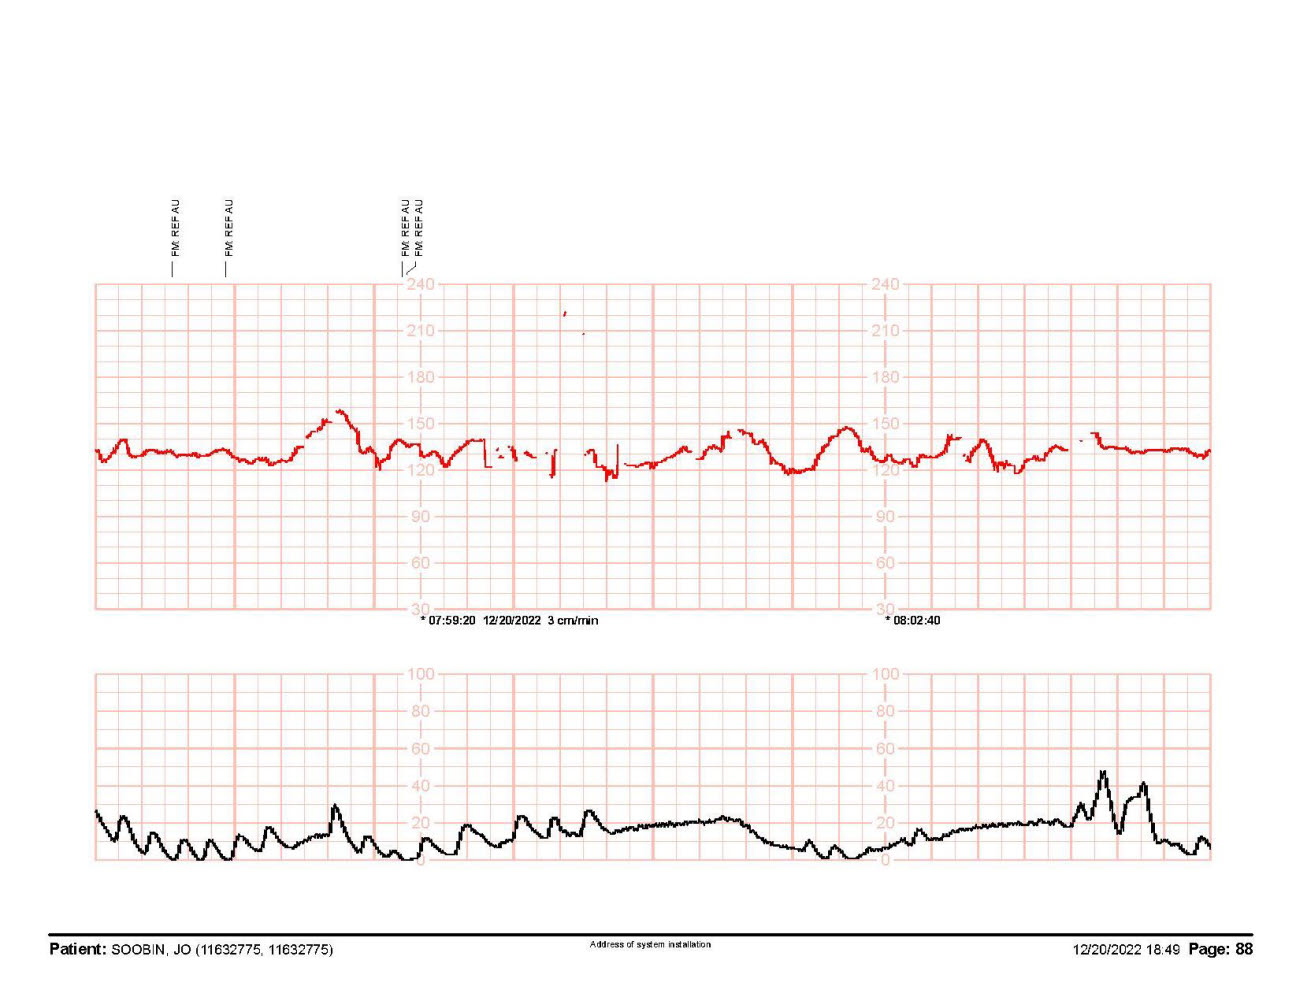 FM: REF AU
FM: REF AU
FM: REF AU
FM: REF AU
240 240
210 210
180 180
150 150
120 120
90 90
60 60
30 30
* 07:59:20 12/20/2022 3 cm/min * 08:02:40
100 100
80 80
60 60
40 40
20 20
0 0
Patient: SOOBIN, JO (11632775, 11632775) Address of system installation 12/20/2022 18:49 Page: 88